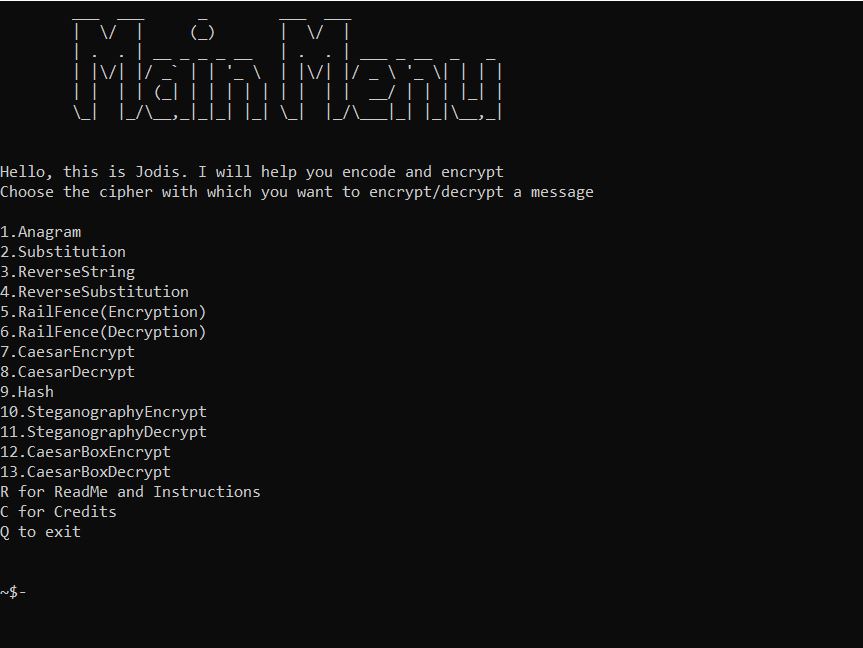 Main Menu
Hello, this is Jodis. I will help you encode and encrypt
Choose the cipher with which you want to encrypt/decrypt a message
1.Anagram
2.Substitution
3.ReverseString
4.ReverseSubstitution
5.RailFence(Encryption)
6.RailFence(Decryption)
7.CaesarEncrypt
8.CaesarDecrypt
9.Hash
10.SteganographyEncrypt
11.SteganographyDecrypt
12.CaesarBoxEncrypt
13.CaesarBoxDecrypt
R for ReadMe and Instructions
C for Credits
Q to exit
~$-